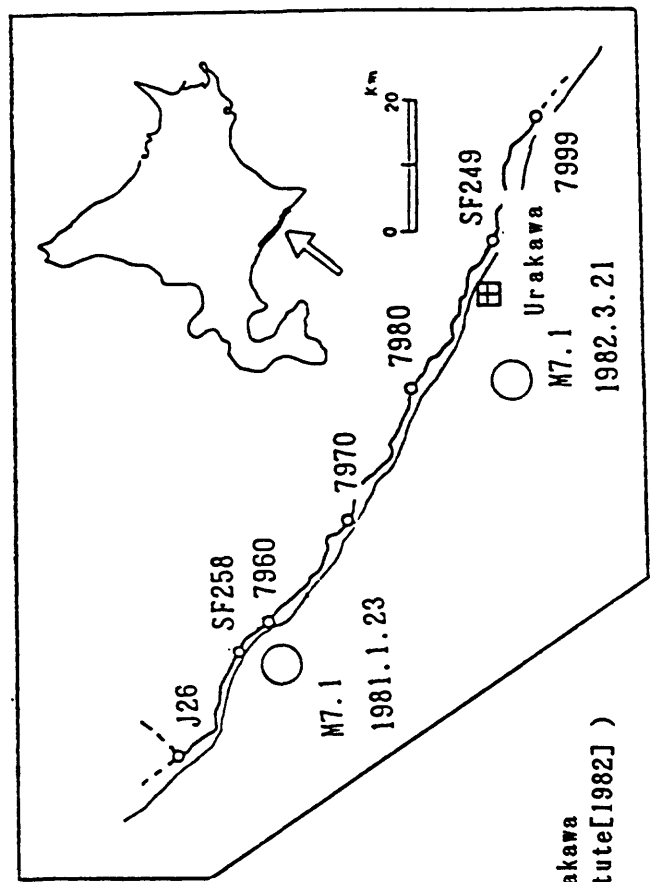 J26
SF258
7960
M7.1
1981.1.23
7970
7980
SF249
Urakawa
7999
M7.1
1982.3.21
0
20
Km
akawa
tute[1982] )